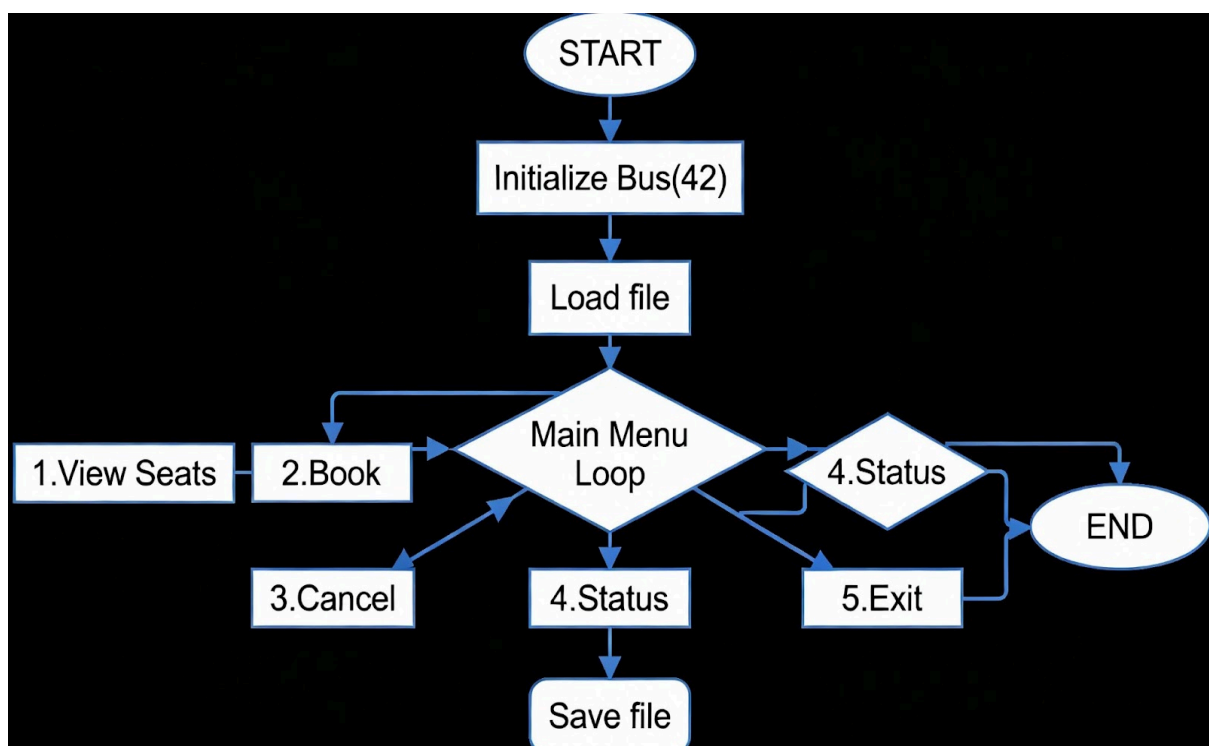 START
Initialize Bus(42)
Load file
Main Menu
Loop
1.View Seats
2.Book
4.Status
END
3.Cancel
4.Status
5.Exit
Save file